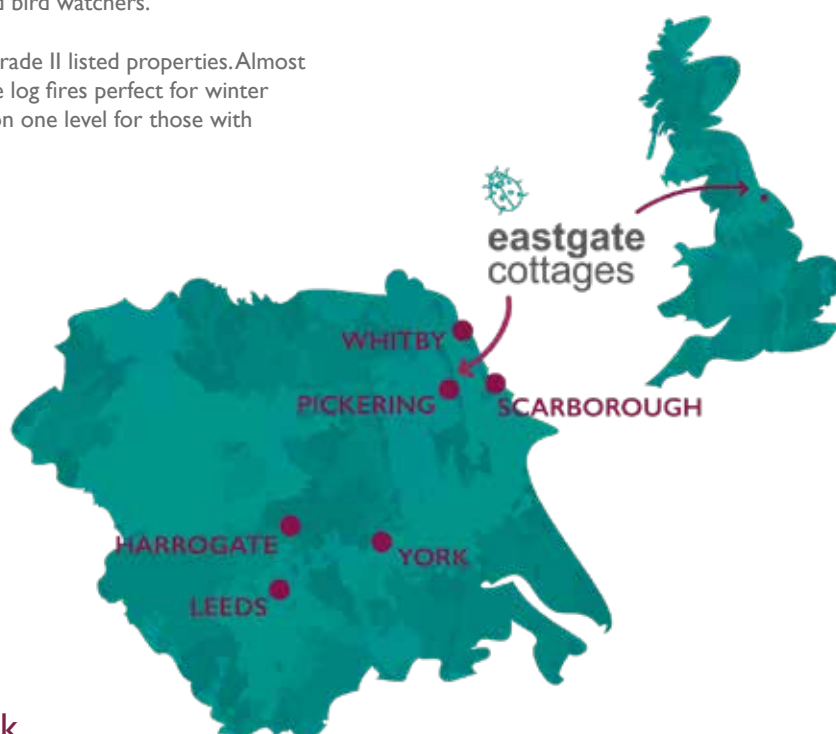 d bird watchers.
rade II listed properties. Almost
e log fires perfect for winter
on one level for those with
eastgate
cottages
WHITBY
PICKERING
SCARBOROUGH
HARROGATE
YORK
LEEDS
k